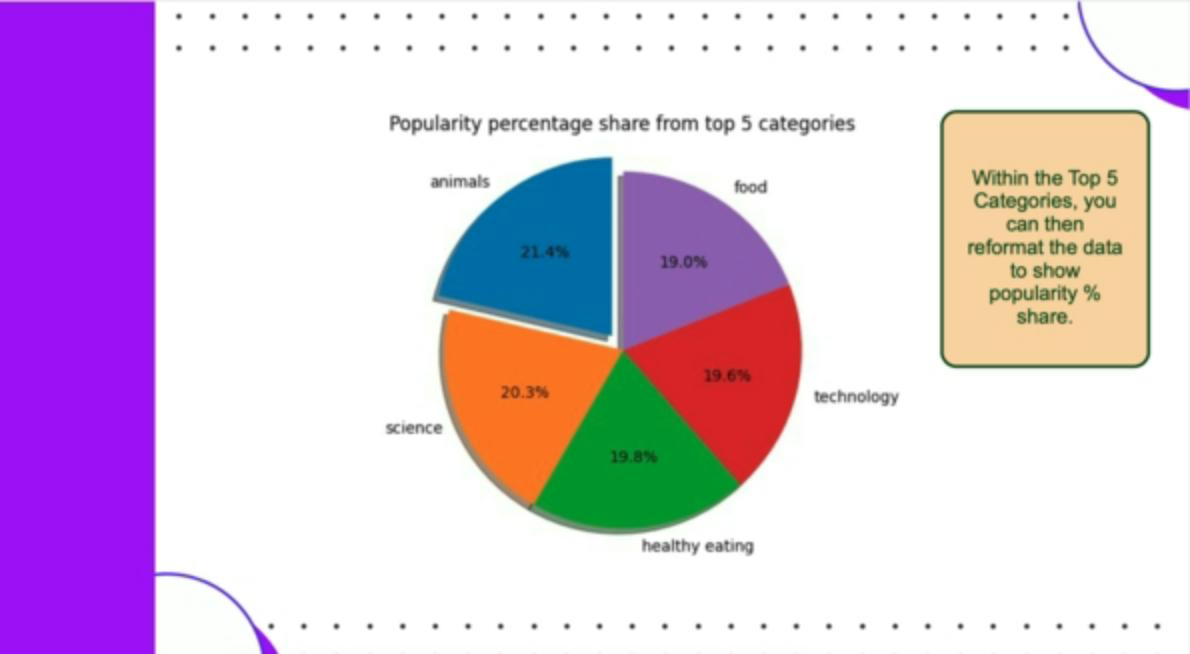 Popularity percentage share from top 5 categories
animals
food
21.4%
19.0%
20.3%
19.6%
technology
science
19.8%
healthy eating
Within the Top 5
Categories, you
can then
reformat the data
to show
popularity %
share.